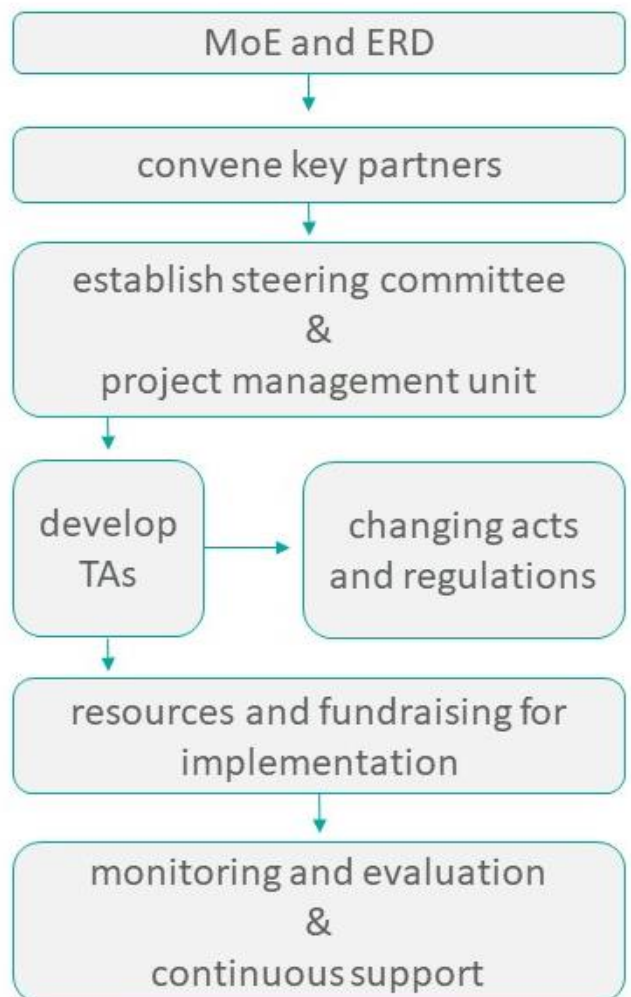 MoE and ERD
convene key partners
establish steering committee
&
project management unit
develop
TAs
changing acts
and regulations
resources and fundraising for
implementation
monitoring and evaluation
&
continuous support